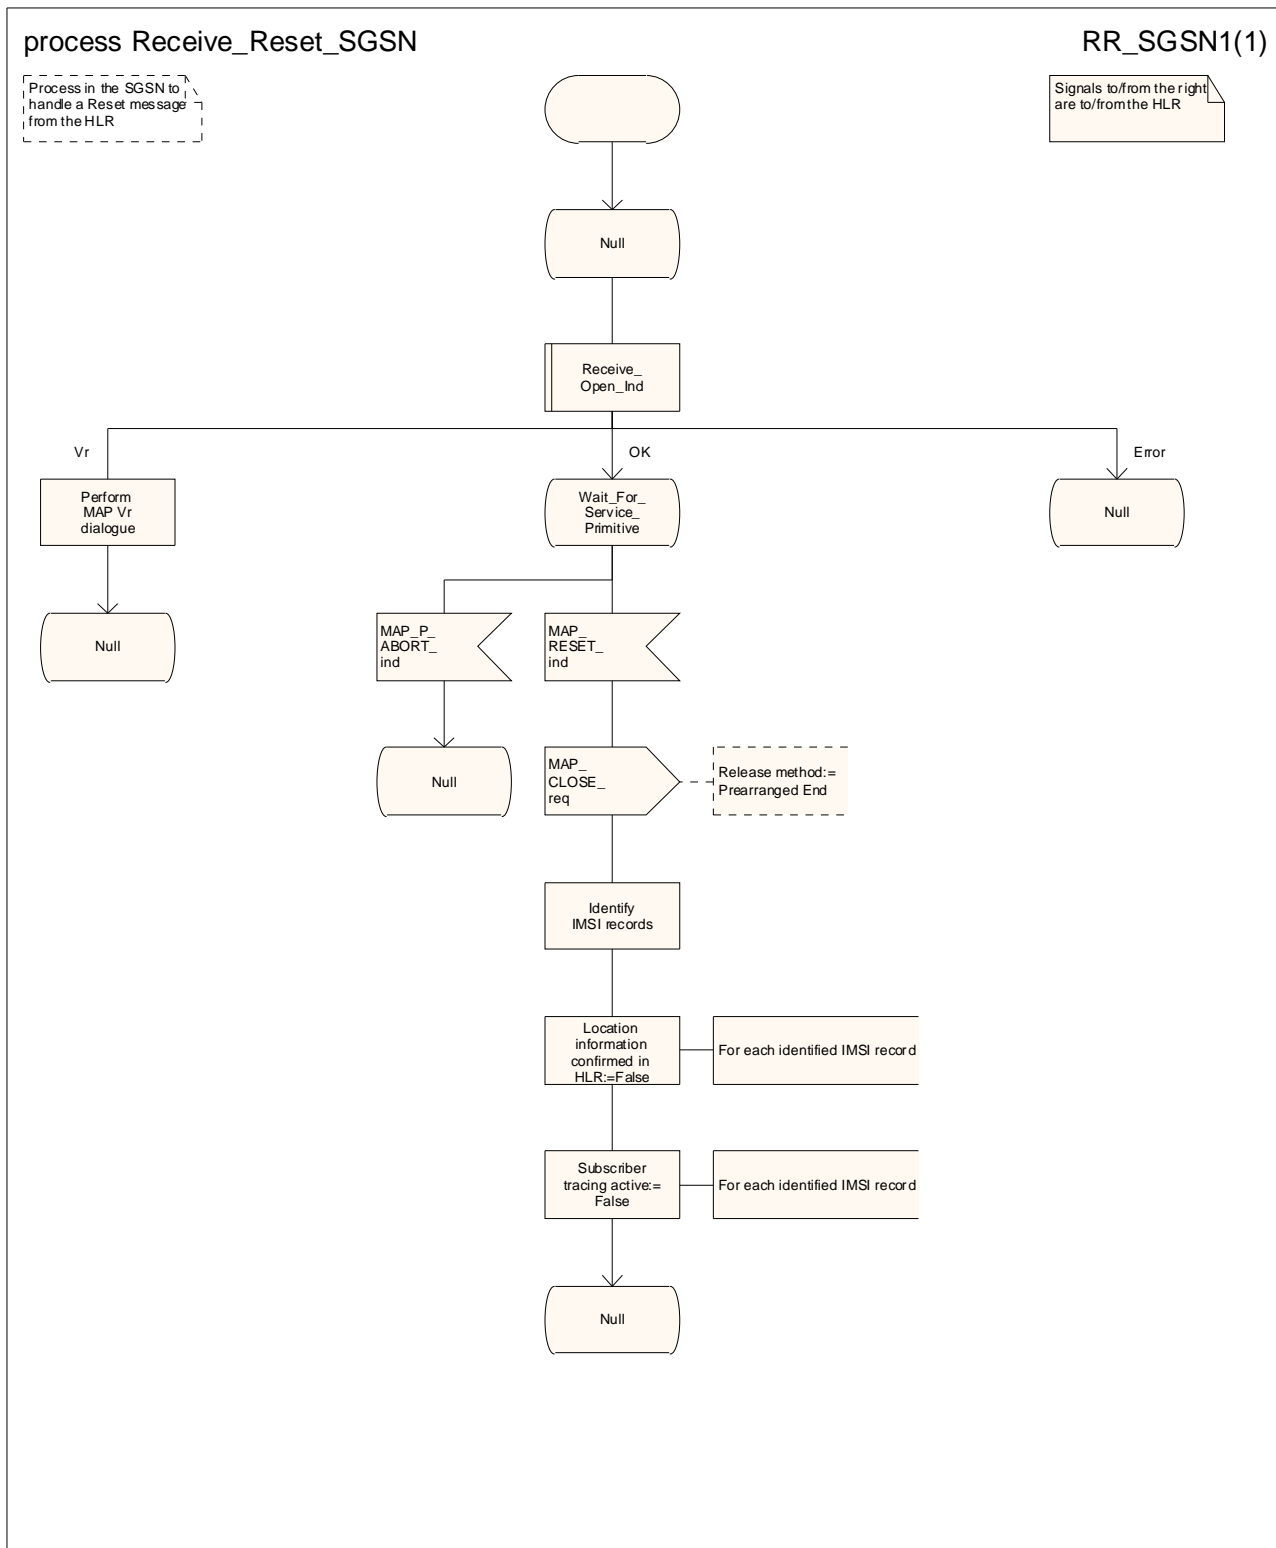 process Receive_Reset_SGSN
RR_SGSN1(1)
Process in the SGSN to
handle a Reset message
from the HLR
Signals to/from the right
are to/from the HLR
Null
Receive_
Open_Ind
Vr
OK
Error
Perform
MAP Vr
dialogue
Wait_For_
Service_
Primitive
Null
Null
MAP_P_
ABORT_
ind
MAP_
RESET_
ind
Null
MAP_
CLOSE_
req
Release method:=
Prearranged End
Identify
IMSI records
Location
information
confirmed in
HLR:=False
For each identified IMSI record
Subscriber
tracing active:=
False
For each identified IMSI record
Null